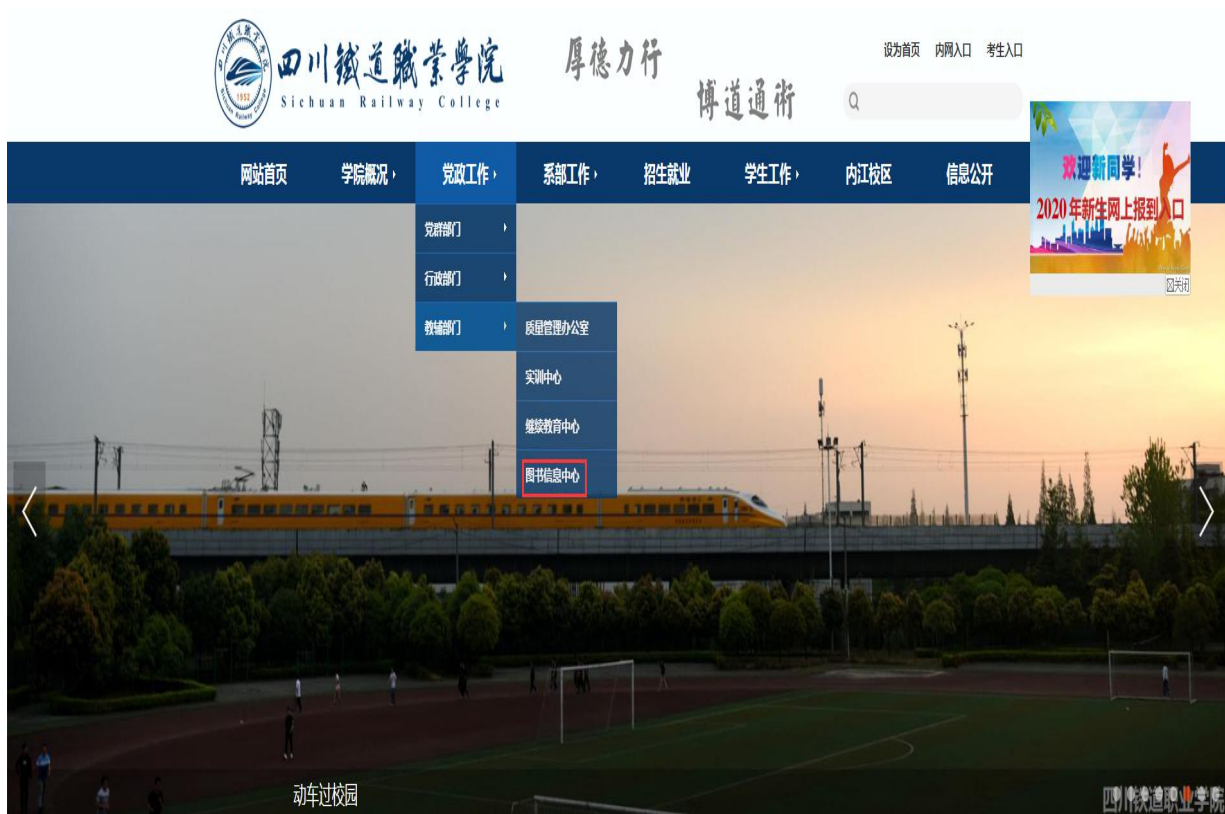 四川鐵道職業學院
Sichuan Railway College
1952
厚德力行
博道通術
设为首页 内网入口 考生入口
网站首页 学院概况 党政工作 系部工作 招生就业 学生工作 内江校区 信息公开
欢迎新同学!
2020年新生网上报到入口
关闭
党群部门
行政部门
教辅部门
质量管理办公室
实训中心
继续教育中心
图书信息中心
动车过校园
四川铁道职业学院